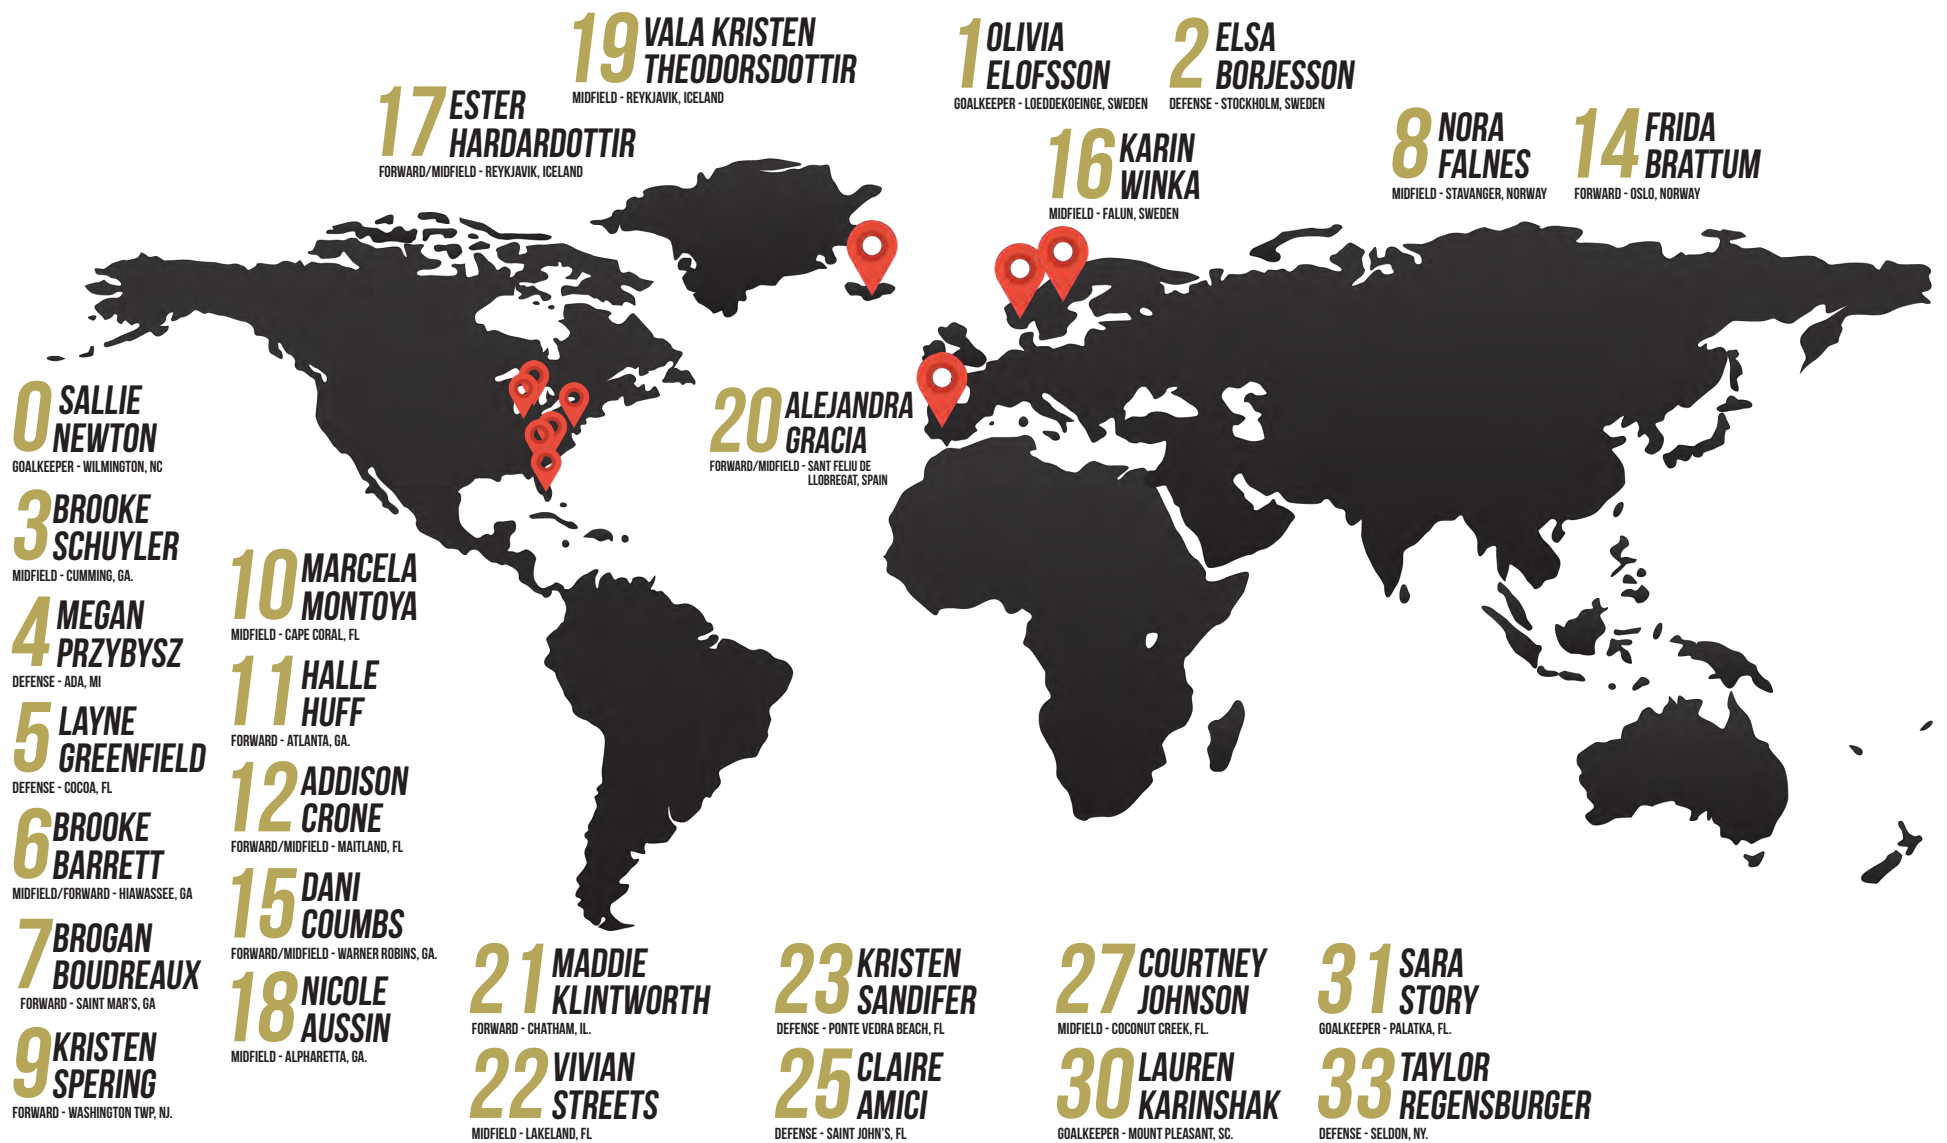 19 VALA KRISTEN
THEODORSDOTTIR
MIDFIELD - REYKJAVIK, ICELAND
1 OLIVIA
ELOFSSON
GOALKEEPER - LOEDDEKOEINGE, SWEDEN
2 ELSA
BORJESSON
DEFENSE - STOCKHOLM, SWEDEN
17 ESTER
HARDARDOTTIR
FORWARD/MIDFIELD - REYKJAVIK, ICELAND
16 KARIN
WINKA
MIDFIELD - FALUN, SWEDEN
8 NORA
FALNES
MIDFIELD - STAVANGER, NORWAY
14 FRIDA
BRATTUM
FORWARD - OSLO, NORWAY
20 ALEJANDRA
GRACIA
FORWARD/MIDFIELD - SANT FELIU DE
LLOBREGAT, SPAIN
0 SALLIE
NEWTON
GOALKEEPER - WILMINGTON, NC
3 BROOKE
SCHUYLER
MIDFIELD - CUMMING, GA.
4 MEGAN
PRZYBYSZ
DEFENSE - ADA, MI
5 LAYNE
GREENFIELD
DEFENSE - COCOA, FL
6 BROOKE
BARRETT
MIDFIELD/FORWARD - HIAWASSEE, GA
7 BROGAN
BOUDREAUX
FORWARD - SAINT MAR'S, GA
9 KRISTEN
SPERING
FORWARD - WASHINGTON TWP, NJ.
10 MARCELA
MONTOYA
MIDFIELD - CAPE CORAL, FL
11 HALLE
HUFF
FORWARD - ATLANTA, GA.
12 ADDISON
CRONE
FORWARD/MIDFIELD - MAITLAND, FL
15 DANI
COUMBS
FORWARD/MIDFIELD - WARNER ROBINS, GA.
18 NICOLE
AUSSIN
MIDFIELD - ALPHARETTA, GA.
21 MADDIE
KLINTWORTH
FORWARD - CHATHAM, IL.
22 VIVIAN
STREETS
MIDFIELD - LAKELAND, FL
23 KRISTEN
SANDIFER
DEFENSE - PONTE VEDRA BEACH, FL
25 CLAIRE
AMICI
DEFENSE - SAINT JOHN'S, FL
27 COURTNEY
JOHNSON
MIDFIELD - COCONUT CREEK, FL.
30 LAUREN
KARINSHAK
GOALKEEPER - MOUNT PLEASANT, SC.
31 SARA
STORY
GOALKEEPER - PALATKA, FL.
33 TAYLOR
REGENSBURGER
DEFENSE - SELDON, NY.